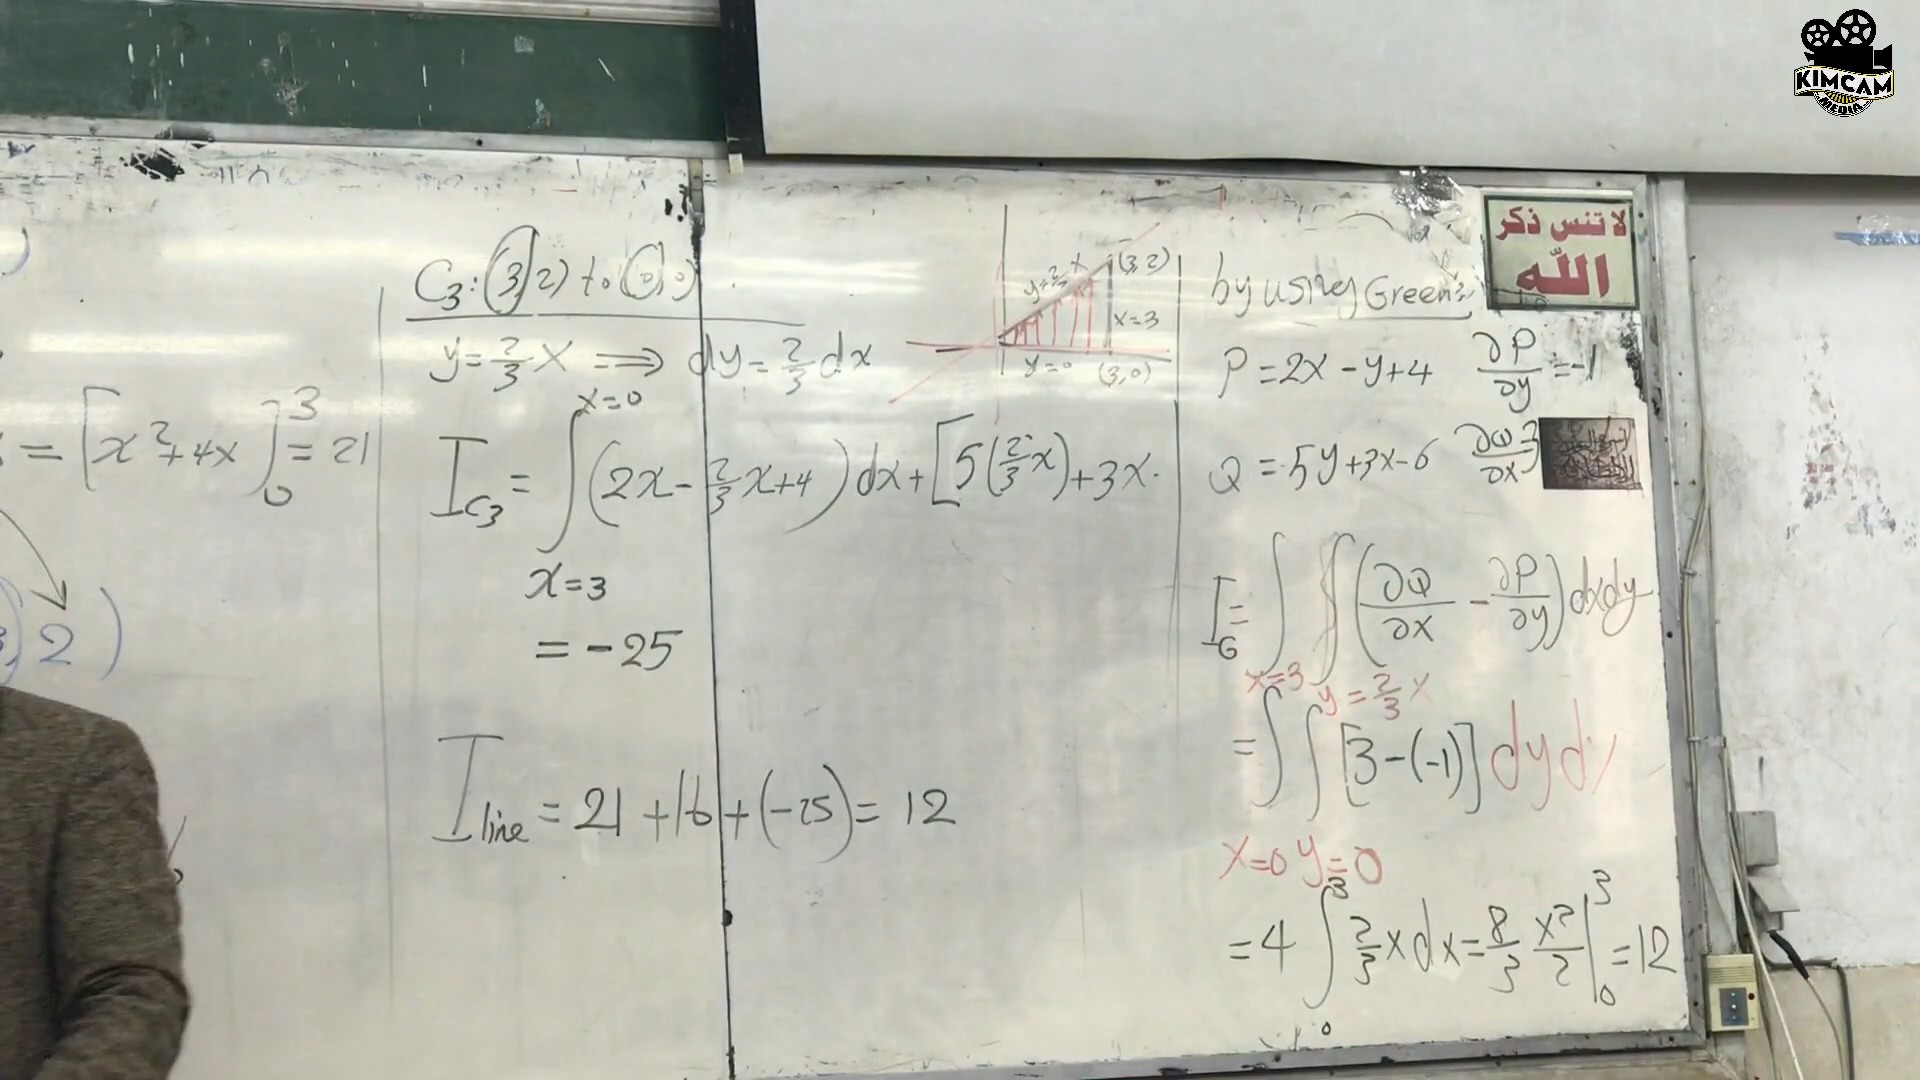 KIMCAM
MEDIA
لا تنس ذكر
الله
= [x²+4x]₀³ = 21
2)
C₃: (3,2) to (0,0)
y = 2/3 x ⟹ dy = 2/3 dx
x=0
I_C₃ = ∫ (2x - 2/3 x + 4) dx + [5(2/3 x) + 3x.
x=3
= -25
I_line = 21 + 16 + (-25) = 12
y = 2/3 x
(3,2)
x=3
y=0
(3,0)
by using Green's
P = 2x - y + 4 ∂P/∂y = -1
Q = 5y + 3x - 6 ∂Q/∂x 3
I_G = ∫∫ (∂Q/∂x - ∂P/∂y) dxdy
x=3 y = 2/3 x
= ∫∫ [3 - (-1)] dy dx
x=0 y=0
= 4 ∫₀³ 2/3 x dx = 8/3 x²/2 |₀³ = 12